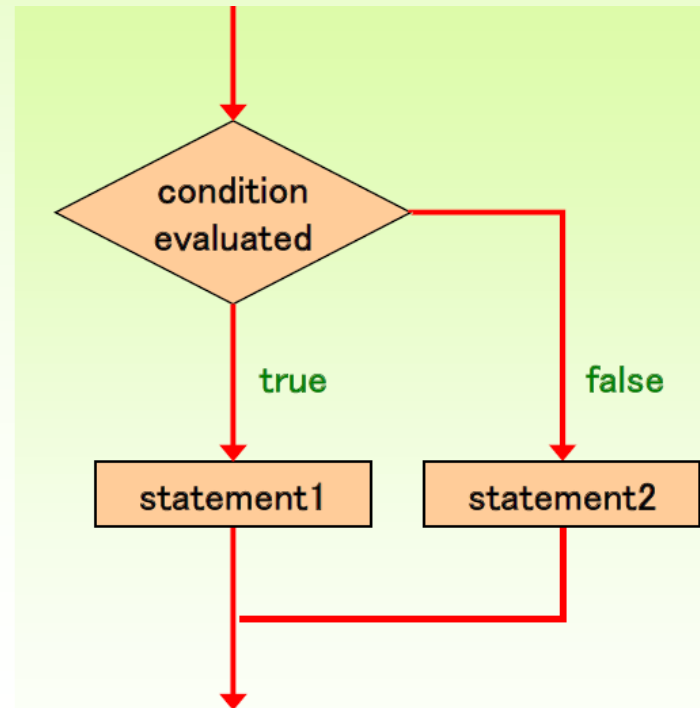 condition
evaluated
true
false
statement1
statement2